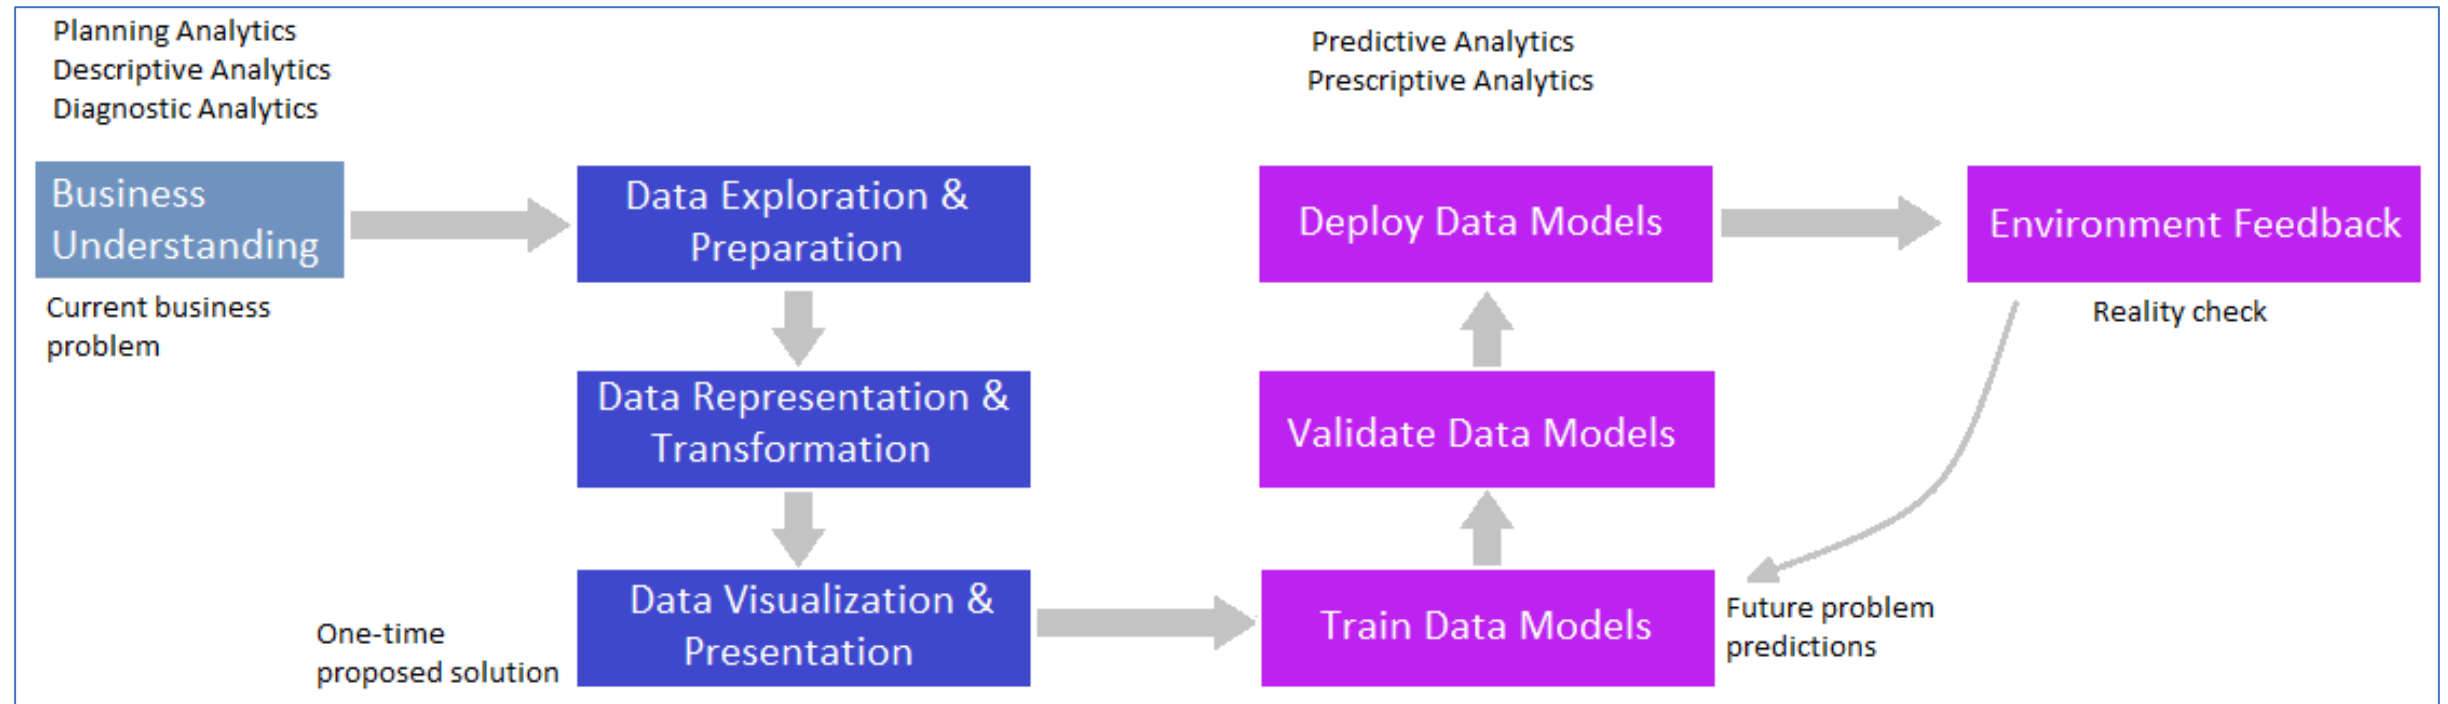 Planning Analytics
Descriptive Analytics
Diagnostic Analytics
Business
Understanding
Current business
problem
Data Exploration &
Preparation
Data Representation &
Transformation
Data Visualization &
Presentation
One-time
proposed solution
Predictive Analytics
Prescriptive Analytics
Deploy Data Models
Validate Data Models
Train Data Models
Environment Feedback
Reality check
Future problem
predictions